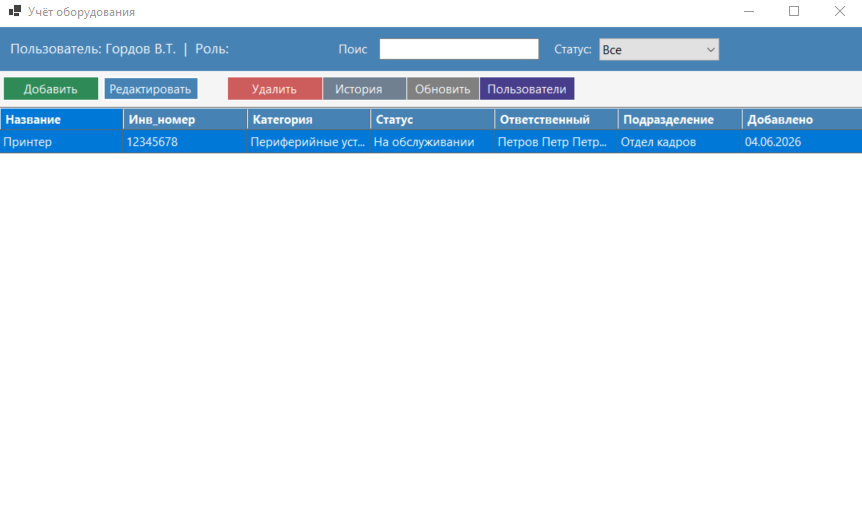 Учёт оборудования
Пользователь: Гордов В.Т. | Роль: Поиск Статус: Все
Добавить Редактировать Удалить История Обновить Пользователи
Название Инв_номер Категория Статус Ответственный Подразделение Добавлено
Принтер 12345678 Периферийные уст... На обслуживании Петров Петр Петр... Отдел кадров 04.06.2026